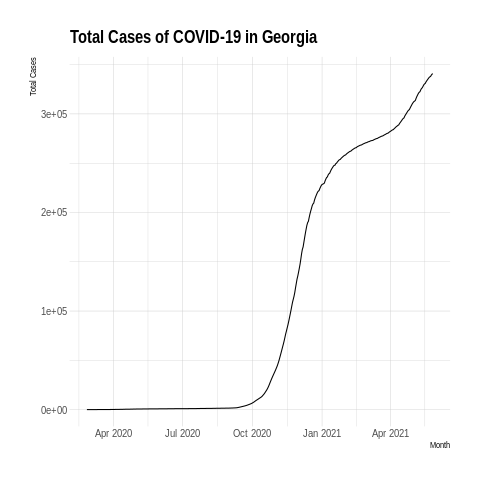 Total Cases of COVID-19 in Georgia
Total Cases
3e+05
2e+05
1e+05
0e+00
Apr 2020 Jul 2020 Oct 2020 Jan 2021 Apr 2021
Month